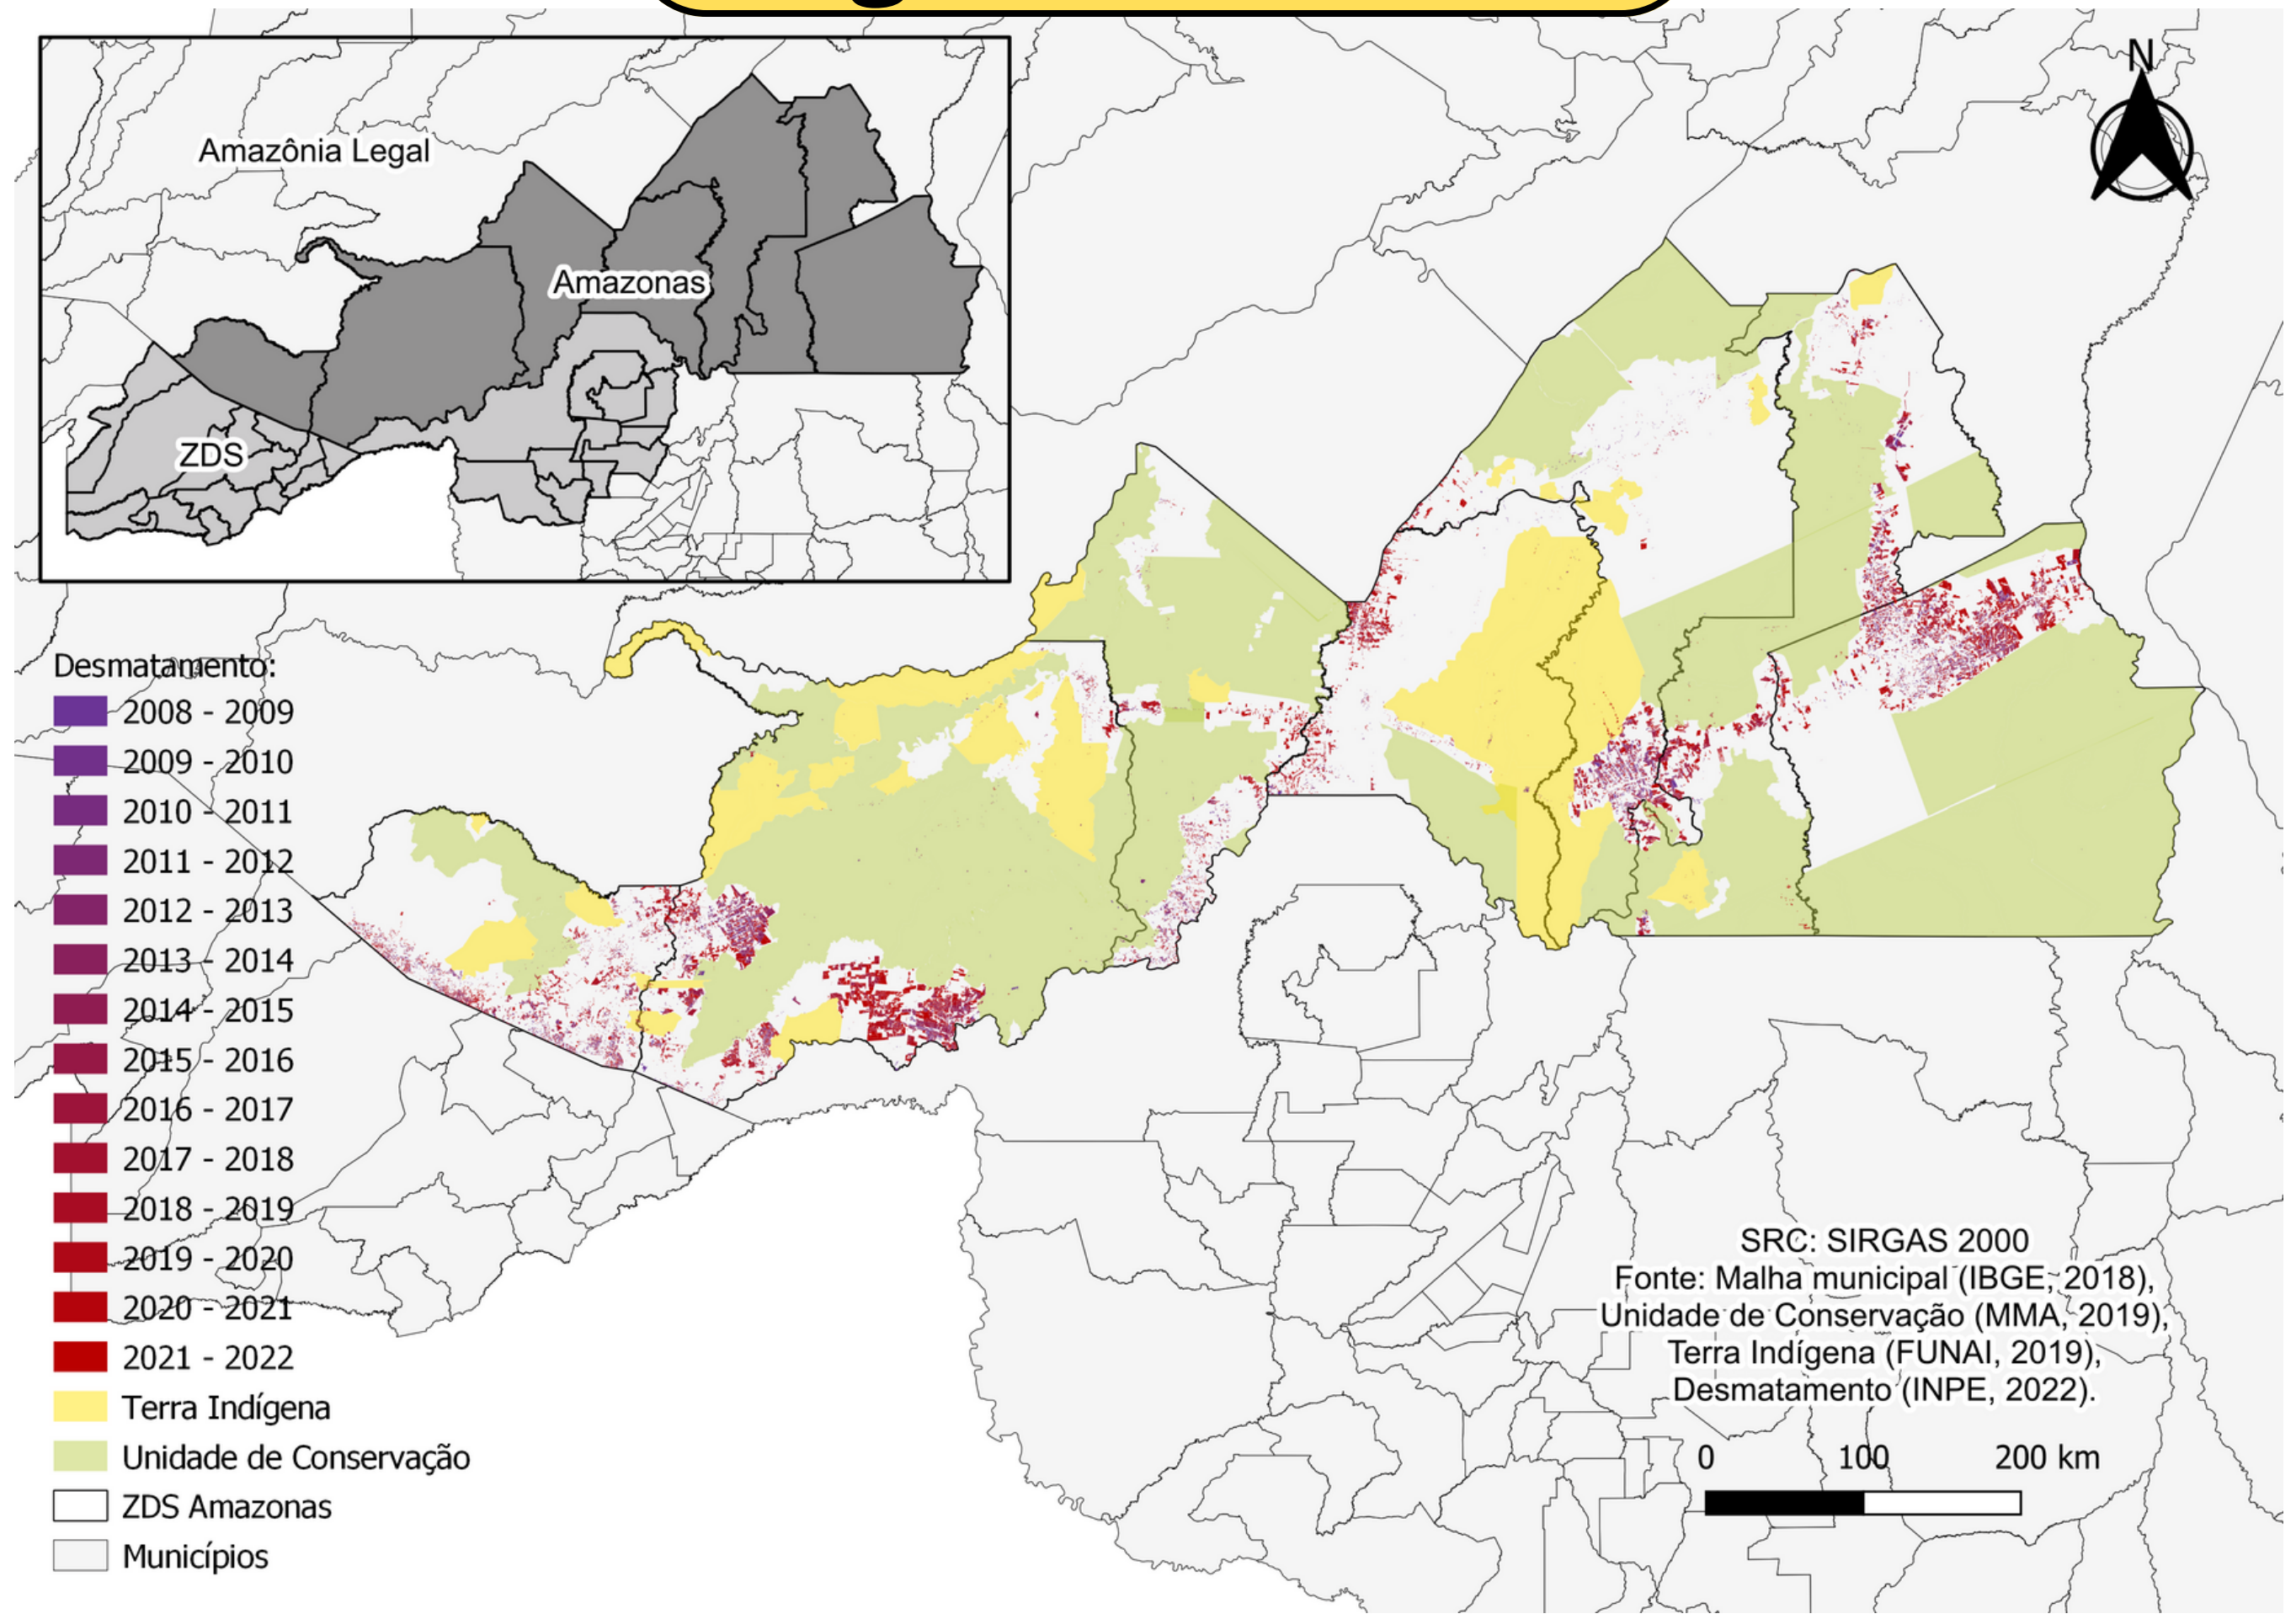 Amazônia Legal
Amazonas
ZDS
N
Desmatamento:
2008 - 2009
2009 - 2010
2010 - 2011
2011 - 2012
2012 - 2013
2013 - 2014
2014 - 2015
2015 - 2016
2016 - 2017
2017 - 2018
2018 - 2019
2019 - 2020
2020 - 2021
2021 - 2022
Terra Indígena
Unidade de Conservação
ZDS Amazonas
Municípios
SRC: SIRGAS 2000
Fonte: Malha municipal (IBGE, 2018),
Unidade de Conservação (MMA, 2019),
Terra Indígena (FUNAI, 2019),
Desmatamento (INPE, 2022).
0 100 200 km